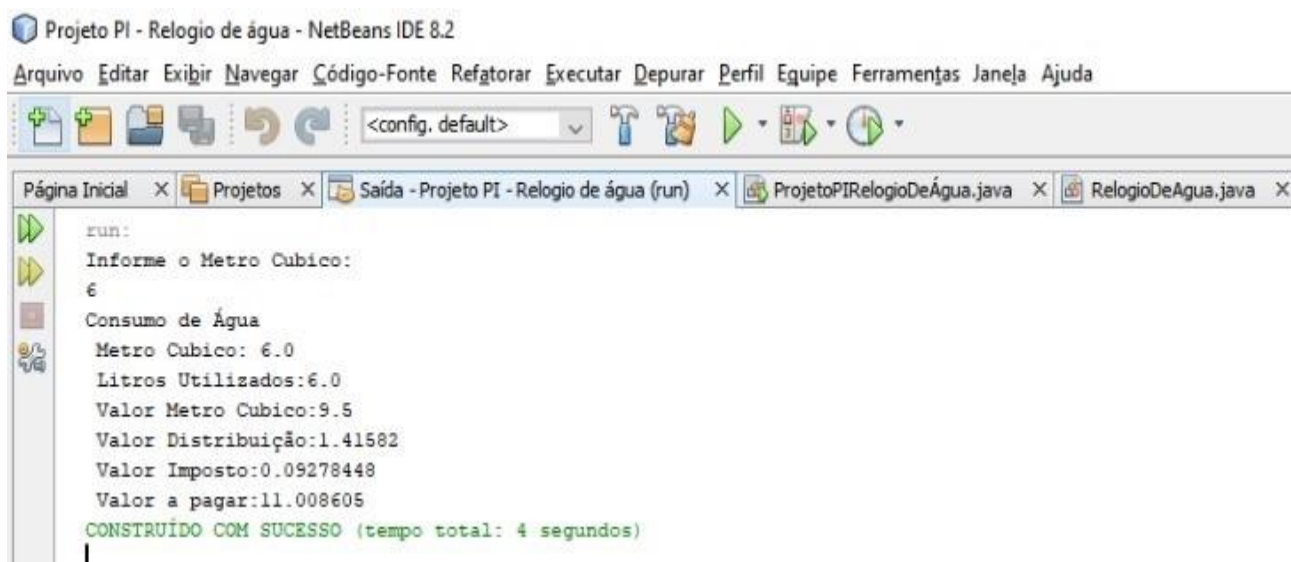 Projeto PI - Relogio de água - NetBeans IDE 8.2
Arquivo Editar Exibir Navegar Código-Fonte Refatorar Executar Depurar Perfil Equipe Ferramentas Janela Ajuda
<config. default>
Página Inicial Projetos Saída - Projeto PI - Relogio de água (run) ProjetoPIRelogioDeÁgua.java RelogioDeAgua.java
run:
Informe o Metro Cubico:
6
Consumo de Água
Metro Cubico: 6.0
Litros Utilizados:6.0
Valor Metro Cubico:9.5
Valor Distribuição:1.41582
Valor Imposto:0.09278448
Valor a pagar:11.008605
CONSTRUÍDO COM SUCESSO (tempo total: 4 segundos)